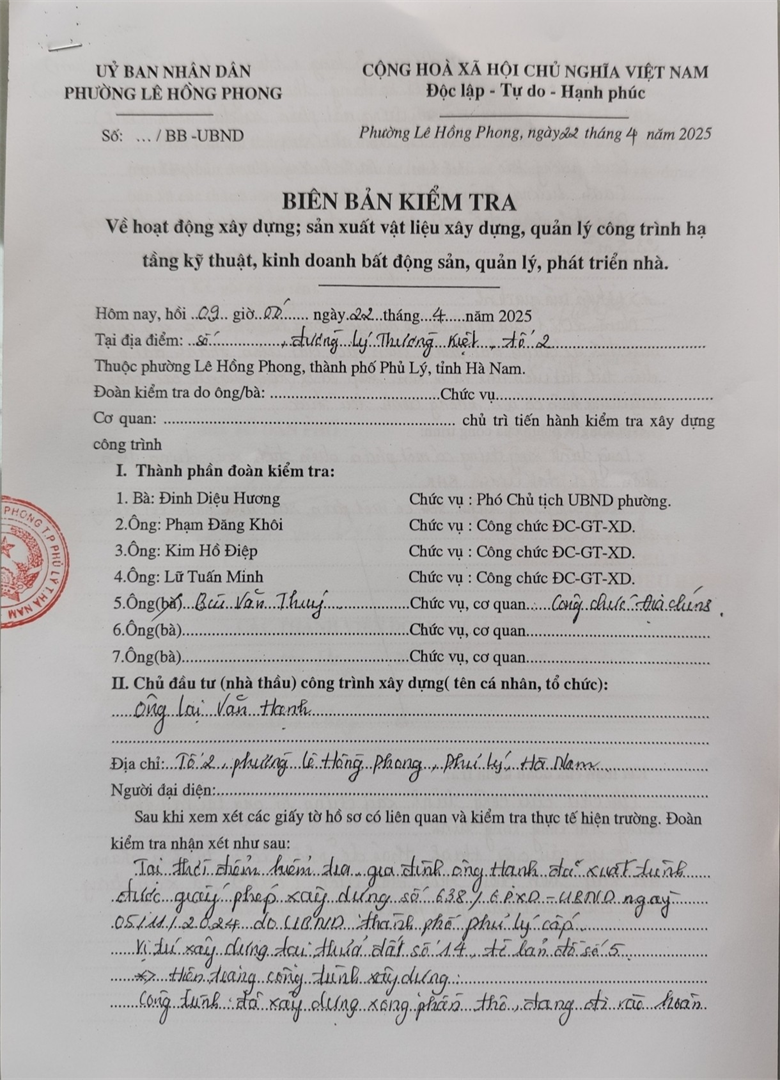 UỶ BAN NHÂN DÂN
PHƯỜNG LÊ HỒNG PHONG
Số: ... / BB -UBND
CỘNG HOÀ XÃ HỘI CHỦ NGHĨA VIỆT NAM
Độc lập - Tự do - Hạnh phúc
Phường Lê Hồng Phong, ngày 22 tháng 4 năm 2025
BIÊN BẢN KIỂM TRA
Về hoạt động xây dựng; sản xuất vật liệu xây dựng, quản lý công trình hạ
tầng kỹ thuật, kinh doanh bất động sản, quản lý, phát triển nhà.
Hôm nay, hồi ..09.. giờ........ ngày..22...tháng...4.....năm 2025
Tại địa điểm: ..số.............., đường Lý Thường Kiệt, tổ 2
Thuộc phường Lê Hồng Phong, thành phố Phủ Lý, tỉnh Hà Nam.
Đoàn kiểm tra do ông/bà: ........................................Chức vụ...................................................
Cơ quan: .................................................................... chủ trì tiến hành kiểm tra xây dựng
công trình
I. Thành phần đoàn kiểm tra:
1. Bà: Đinh Diệu Hương Chức vụ : Phó Chủ tịch UBND phường.
2.Ông: Phạm Đăng Khôi Chức vụ : Công chức ĐC-GT-XD.
3.Ông: Kim Hồ Điệp Chức vụ : Công chức ĐC-GT-XD.
4.Ông: Lữ Tuấn Minh Chức vụ : Công chức ĐC-GT-XD.
5.Ông(bà) Bùi Văn Thuý...................Chức vụ, cơ quan.....Công chức Địa chính.
6.Ông(bà).....................................................Chức vụ, cơ quan...........................................
7.Ông(bà).....................................................Chức vụ, cơ quan...........................................
II. Chủ đầu tư (nhà thầu) công trình xây dựng( tên cá nhân, tổ chức):
Ông Lại Văn Hanh
Địa chỉ:...Tổ 2, phường Lê Hồng Phong, Phủ Lý, Hà Nam
Người đại diện:..................................................................................................................
Sau khi xem xét các giấy tờ hồ sơ có liên quan và kiểm tra thực tế hiện trường. Đoàn
kiểm tra nhận xét như sau:
Tại thời điểm kiểm tra, gia đình ông Hanh đã xuất trình
được giấy phép xây dựng số 638/GPXD-UBND ngày
05/11/2024 do UBND thành phố Phủ Lý cấp.
Vị trí xây dựng tại thửa đất số 14, tờ bản đồ số 5
*> Hiện trạng công trình xây dựng:
Công trình đã xây dựng xong phần thô, đang đi vào hoàn
PHONG T.P PHỦ LÝ T.HÀ NAM